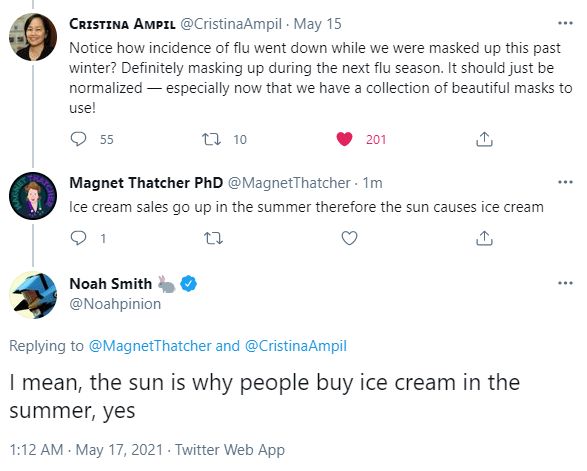 Cristina Ampil @CristinaAmpil · May 15
Notice how incidence of flu went down while we were masked up this past
winter? Definitely masking up during the next flu season. It should just be
normalized — especially now that we have a collection of beautiful masks to
use!
55 10 201
Magnet Thatcher PhD @MagnetThatcher · 1m
Ice cream sales go up in the summer therefore the sun causes ice cream
1
Noah Smith 🐇
@Noahpinion
Replying to @MagnetThatcher and @CristinaAmpil
I mean, the sun is why people buy ice cream in the
summer, yes
1:12 AM · May 17, 2021 · Twitter Web App